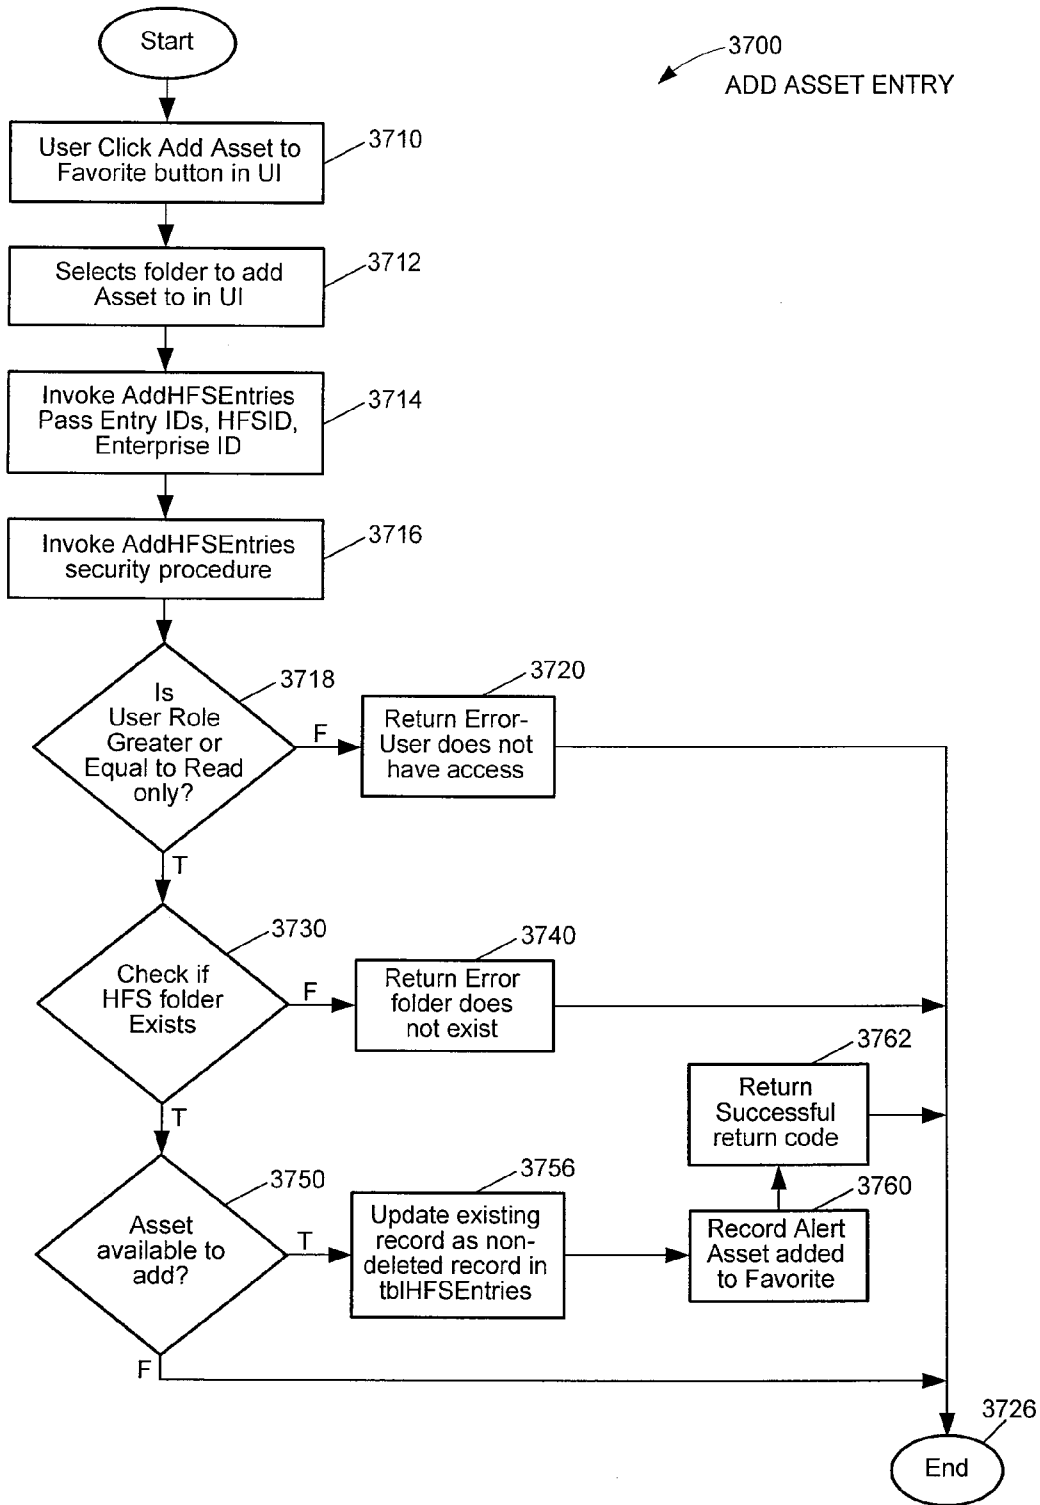 Start
3700
ADD ASSET ENTRY
User Click Add Asset to
Favorite button in UI
3710
Selects folder to add
Asset to in UI
3712
Invoke AddHFSEntries
Pass Entry IDs, HFSID,
Enterprise ID
3714
Invoke AddHFSEntries
security procedure
3716
Is
User Role
Greater or
Equal to Read
only?
3718
F
Return Error-
User does not
have access
3720
T
Check if
HFS folder
Exists
3730
F
Return Error
folder does
not exist
3740
T
Asset
available to
add?
3750
T
Update existing
record as non-
deleted record in
tblHFSEntries
3756
Record Alert
Asset added
to Favorite
3760
Return
Successful
return code
3762
F
End
3726